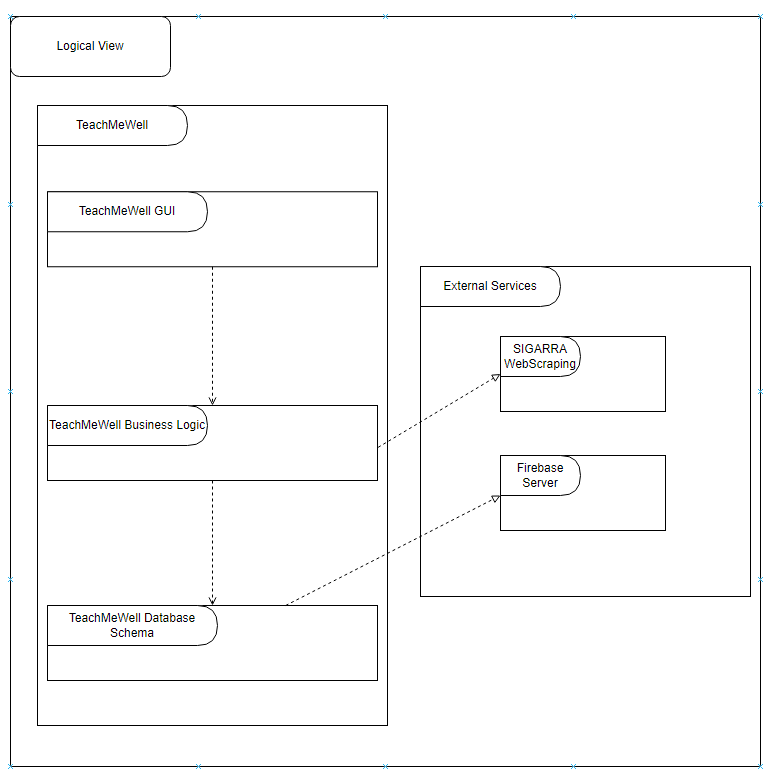 Logical View
TeachMeWell
TeachMeWell GUI
External Services
SIGARRA
WebScraping
TeachMeWell Business Logic
Firebase
Server
TeachMeWell Database
Schema